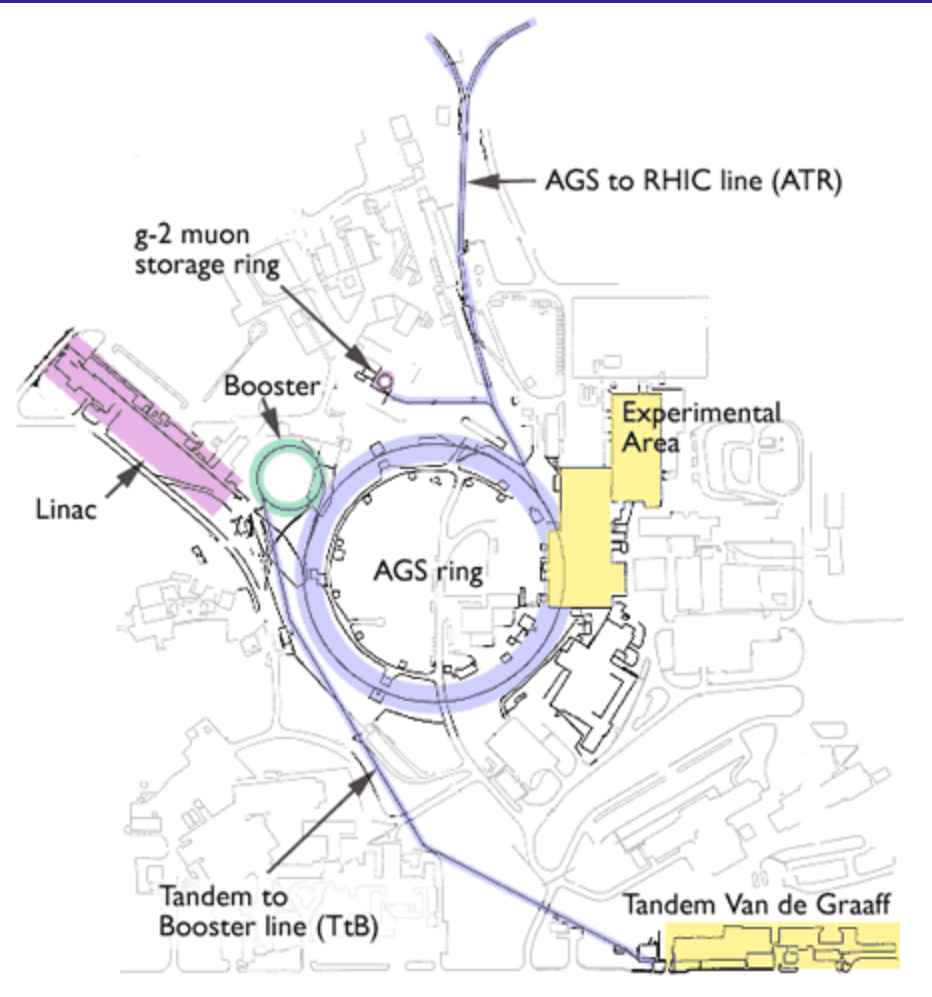 AGS to RHIC line (ATR)
g-2 muon
storage ring
Booster
Experimental
Area
Linac
AGS ring
Tandem to
Booster line (TtB)
Tandem Van de Graaff